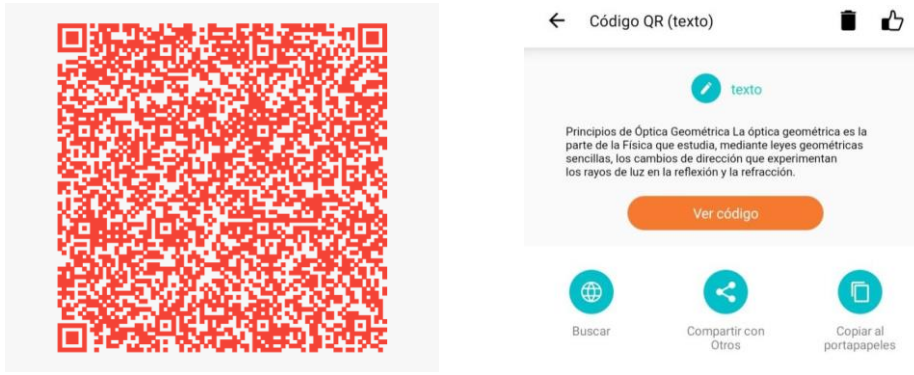 Código QR (texto)
texto
Principios de Óptica Geométrica La óptica geométrica es la
parte de la Física que estudia, mediante leyes geométricas
sencillas, los cambios de dirección que experimentan
los rayos de luz en la reflexión y la refracción.
Ver código
Buscar
Compartir con
Otros
Copiar al
portapapeles